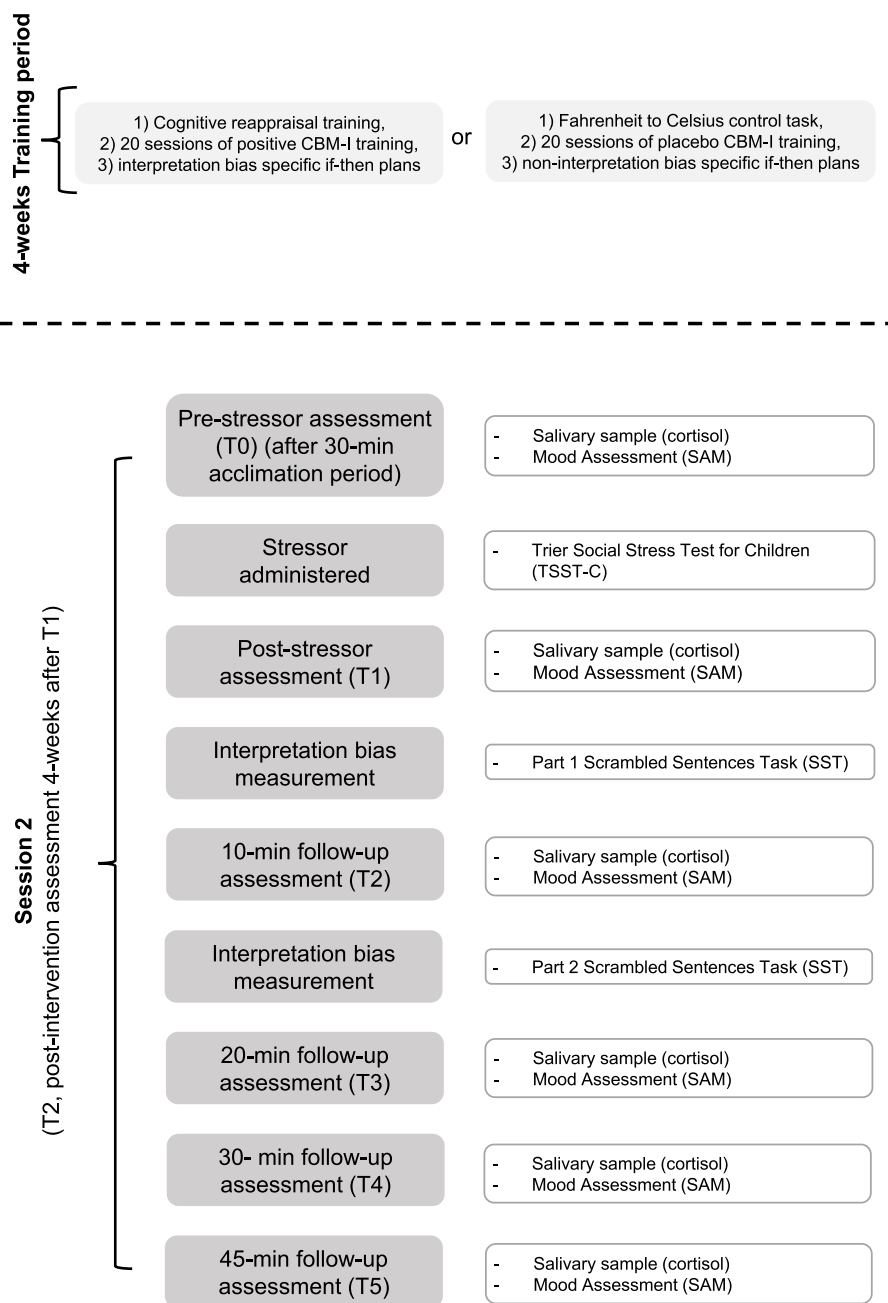 4-weeks Training period
1) Cognitive reappraisal training,
2) 20 sessions of positive CBM-I training,
3) interpretation bias specific if-then plans
or
1) Fahrenheit to Celsius control task,
2) 20 sessions of placebo CBM-I training,
3) non-interpretation bias specific if-then plans
Session 2
(T2, post-intervention assessment 4-weeks after T1)
Pre-stressor assessment
(T0) (after 30-min
acclimation period)
- Salivary sample (cortisol)
- Mood Assessment (SAM)
Stressor
administered
- Trier Social Stress Test for Children
(TSST-C)
Post-stressor
assessment (T1)
- Salivary sample (cortisol)
- Mood Assessment (SAM)
Interpretation bias
measurement
- Part 1 Scrambled Sentences Task (SST)
10-min follow-up
assessment (T2)
- Salivary sample (cortisol)
- Mood Assessment (SAM)
Interpretation bias
measurement
- Part 2 Scrambled Sentences Task (SST)
20-min follow-up
assessment (T3)
- Salivary sample (cortisol)
- Mood Assessment (SAM)
30- min follow-up
assessment (T4)
- Salivary sample (cortisol)
- Mood Assessment (SAM)
45-min follow-up
assessment (T5)
- Salivary sample (cortisol)
- Mood Assessment (SAM)